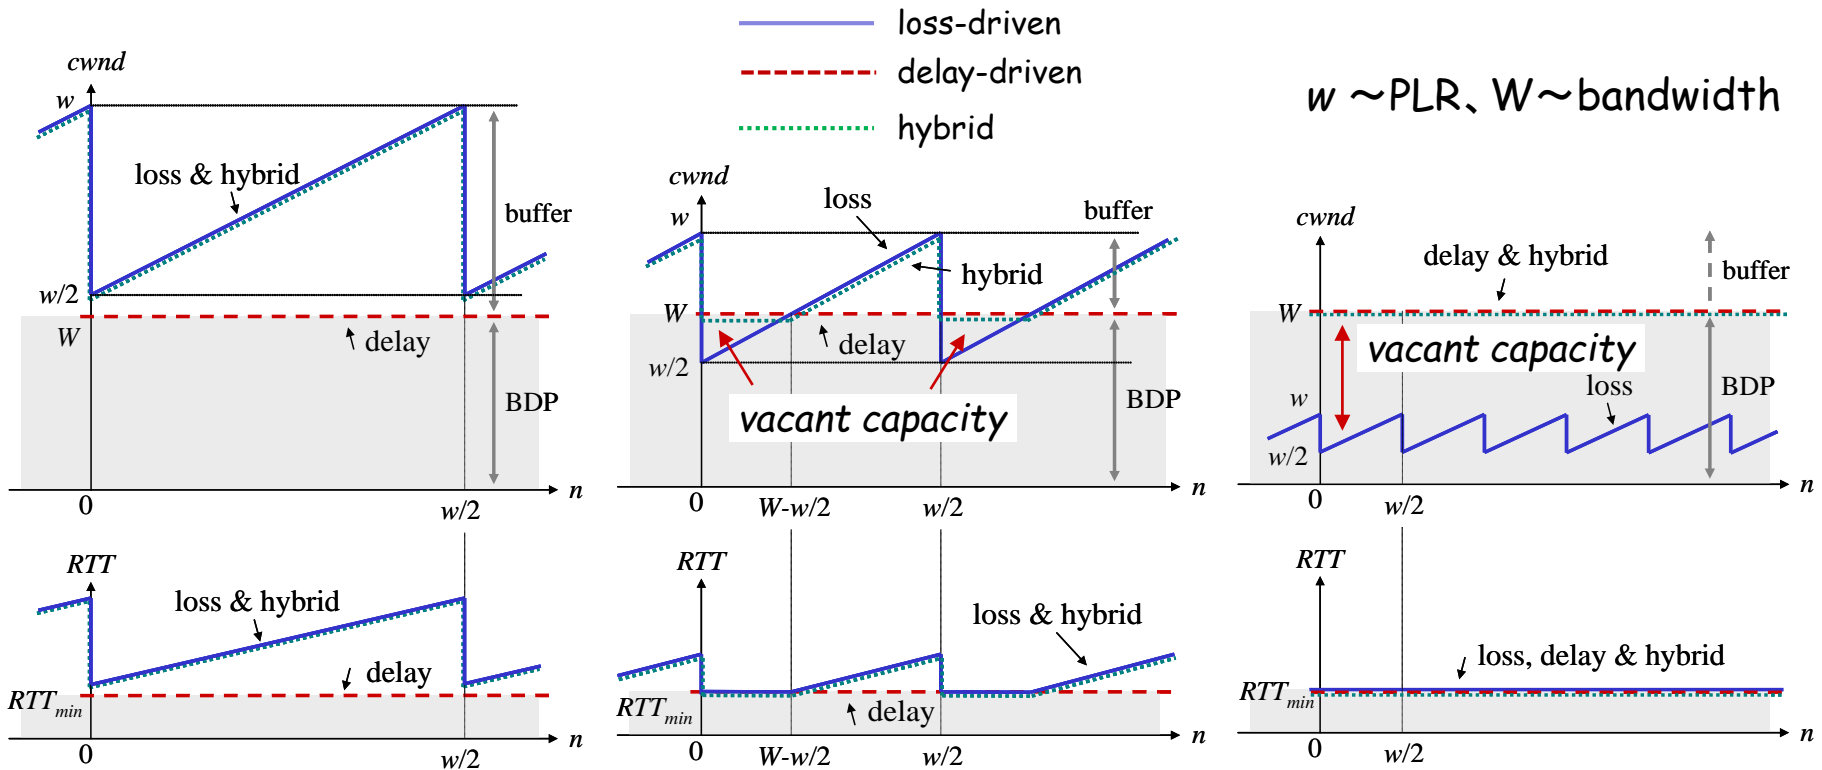 loss-driven
delay-driven
hybrid
w ～PLR、W～bandwidth
cwnd
w
loss & hybrid
buffer
w/2
W
delay
BDP
0
w/2
n
RTT
loss & hybrid
delay
RTTmin
0
w/2
n
cwnd
w
loss
buffer
hybrid
W
delay
w/2
vacant capacity
BDP
0
W-w/2
w/2
n
RTT
loss & hybrid
RTTmin
delay
0
W-w/2
w/2
n
cwnd
delay & hybrid
buffer
W
vacant capacity
w
loss
BDP
w/2
0
w/2
n
RTT
loss, delay & hybrid
RTTmin
0
w/2
n